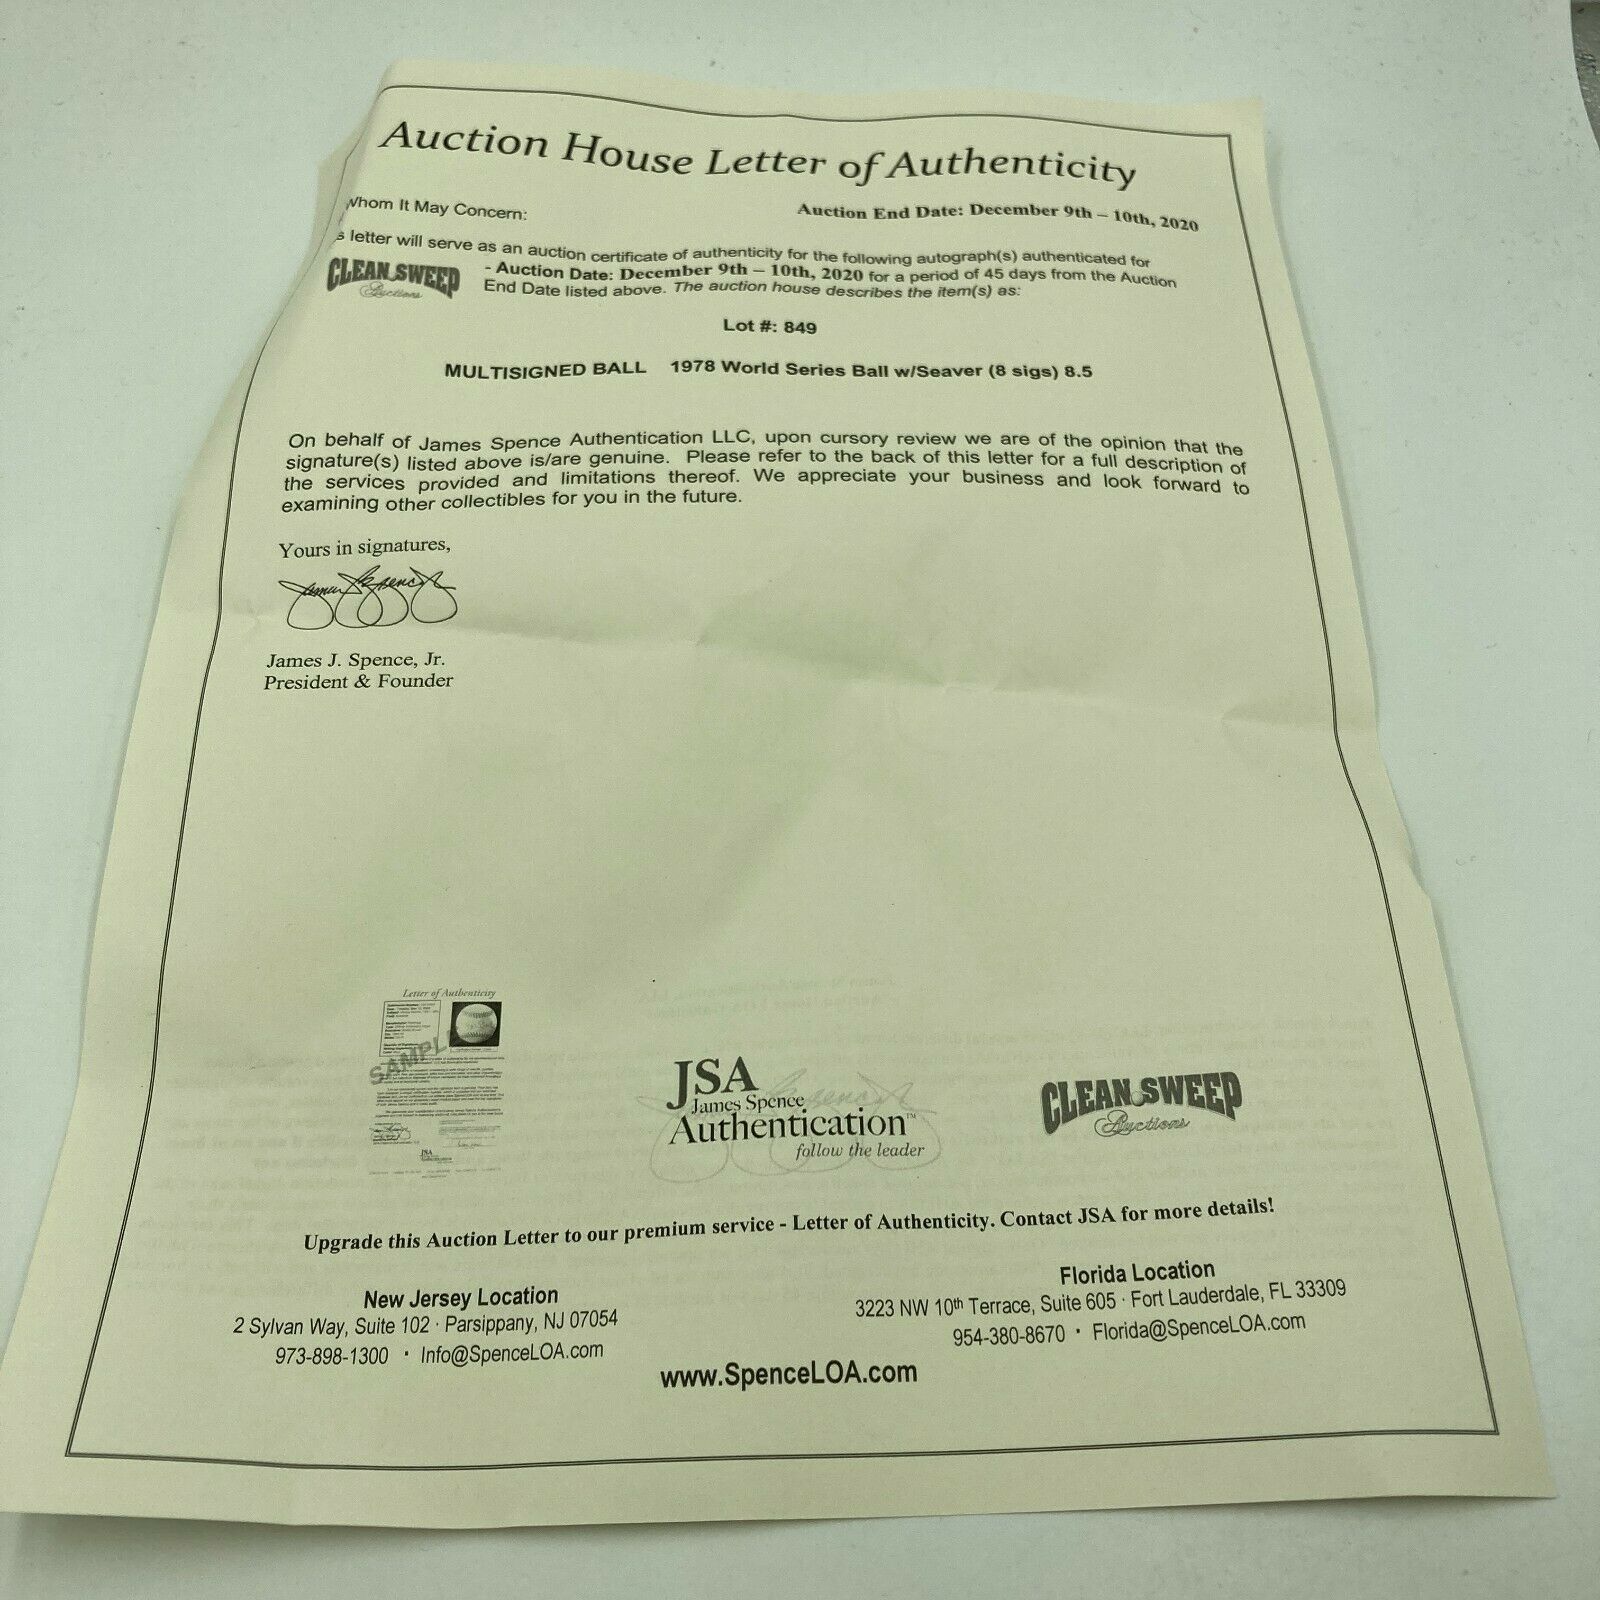 Auction House Letter of Authenticity
Whom It May Concern:
Auction End Date: December 9th – 10th, 2020
s letter will serve as an auction certificate of authenticity for the following autograph(s) authenticated for
CLEAN SWEEP
Auctions
- Auction Date: December 9th – 10th, 2020 for a period of 45 days from the Auction
End Date listed above. The auction house describes the item(s) as:
Lot #: 849
MULTISIGNED BALL 1978 World Series Ball w/Seaver (8 sigs) 8.5
On behalf of James Spence Authentication LLC, upon cursory review we are of the opinion that the
signature(s) listed above is/are genuine. Please refer to the back of this letter for a full description of
the services provided and limitations thereof. We appreciate your business and look forward to
examining other collectibles for you in the future.
Yours in signatures,
James J. Spence, Jr.
President & Founder
Letter of Authenticity
SAMPLE
JSA
James Spence
Authentication™
follow the leader
CLEAN SWEEP
Auctions
Upgrade this Auction Letter to our premium service - Letter of Authenticity. Contact JSA for more details!
New Jersey Location
2 Sylvan Way, Suite 102 · Parsippany, NJ 07054
973-898-1300 · Info@SpenceLOA.com
Florida Location
3223 NW 10th Terrace, Suite 605 · Fort Lauderdale, FL 33309
954-380-8670 · Florida@SpenceLOA.com
www.SpenceLOA.com